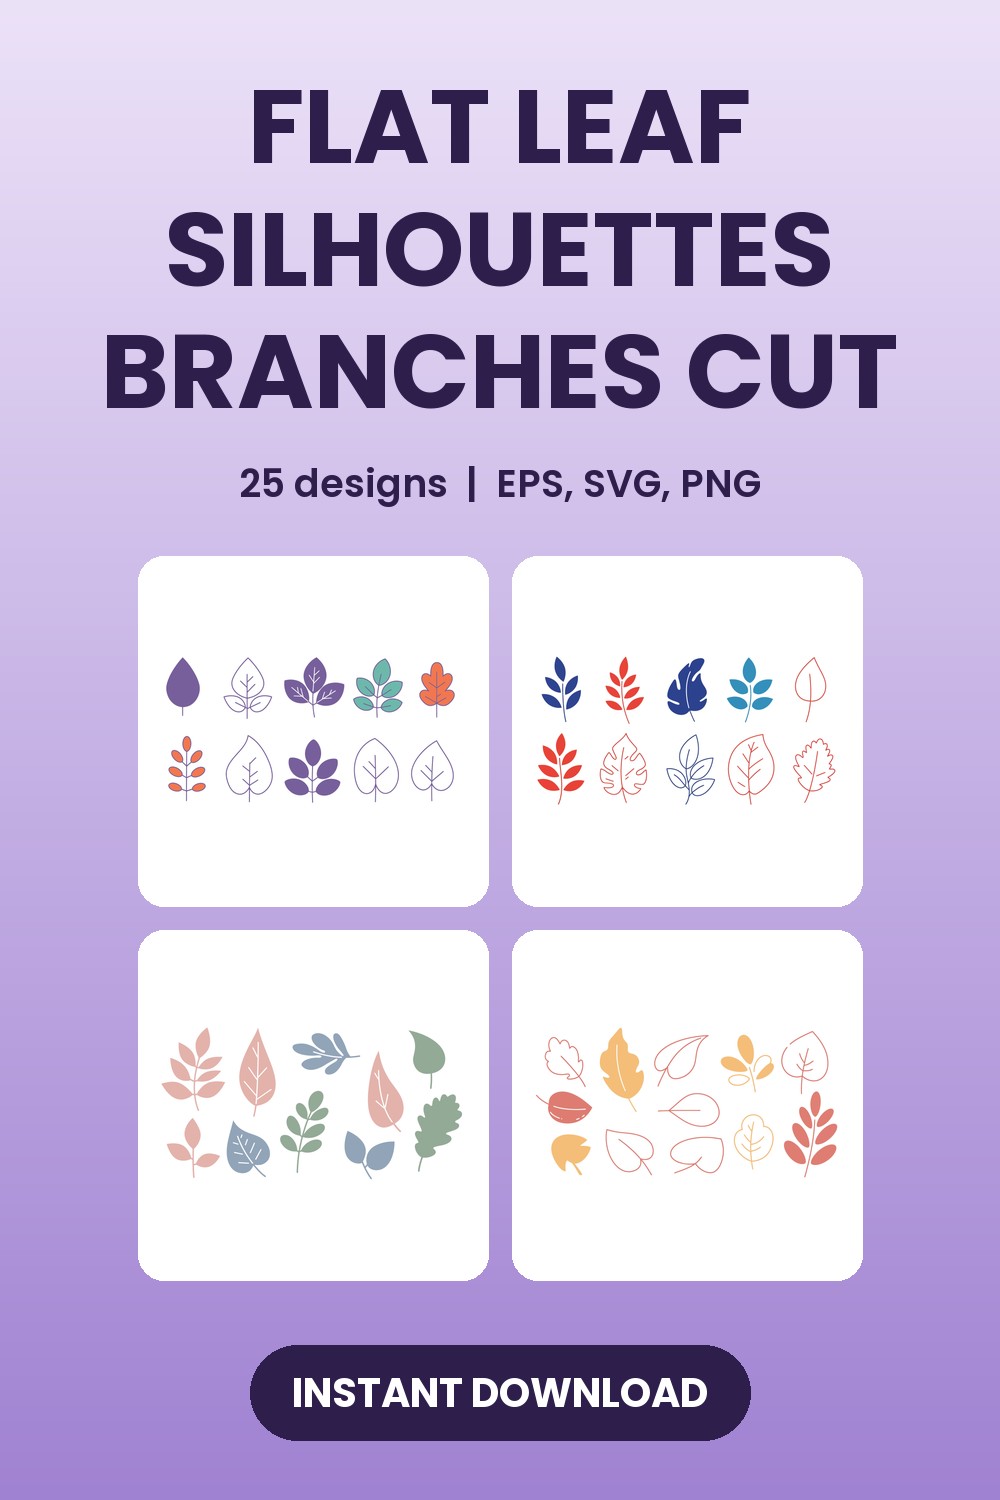 FLAT LEAF
SILHOUETTES
BRANCHES CUT
25 designs | EPS, SVG, PNG
INSTANT DOWNLOAD